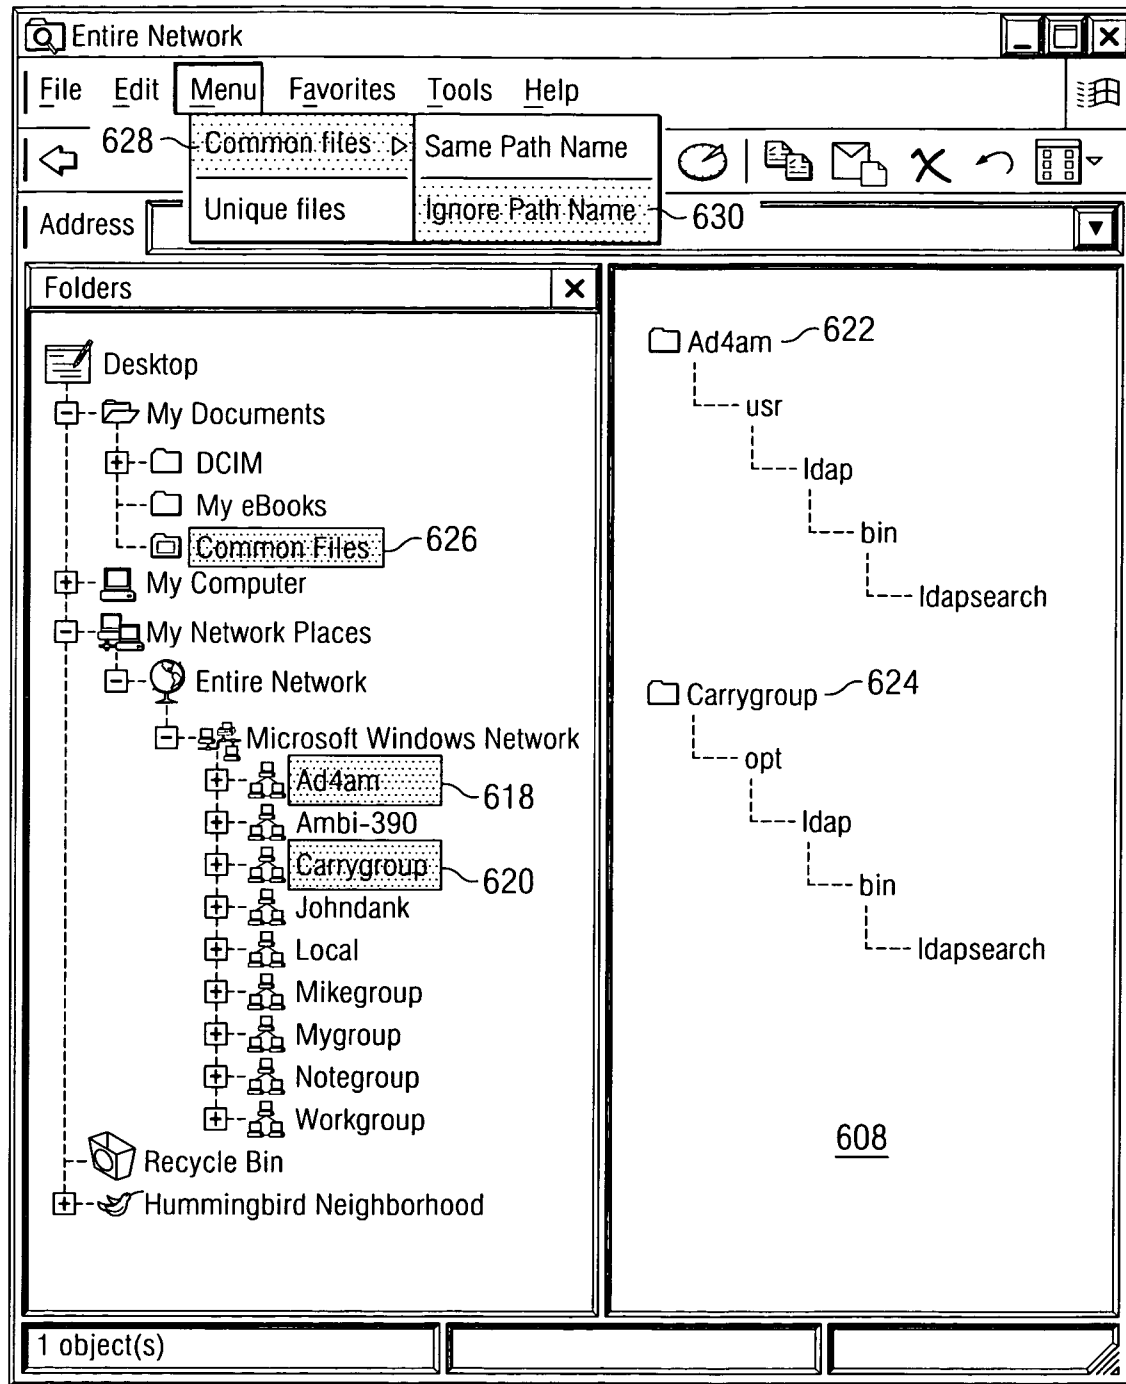 Entire Network
File Edit Menu Favorites Tools Help
628 Common files Same Path Name
Unique files Ignore Path Name 630
Address
Folders
Desktop
My Documents
DCIM
My eBooks
Common Files 626
My Computer
My Network Places
Entire Network
Microsoft Windows Network
Ad4am 618
Ambi-390
Carrygroup 620
Johndank
Local
Mikegroup
Mygroup
Notegroup
Workgroup
Recycle Bin
Hummingbird Neighborhood
Ad4am 622
usr
ldap
bin
ldapsearch
Carrygroup 624
opt
ldap
bin
ldapsearch
608
1 object(s)